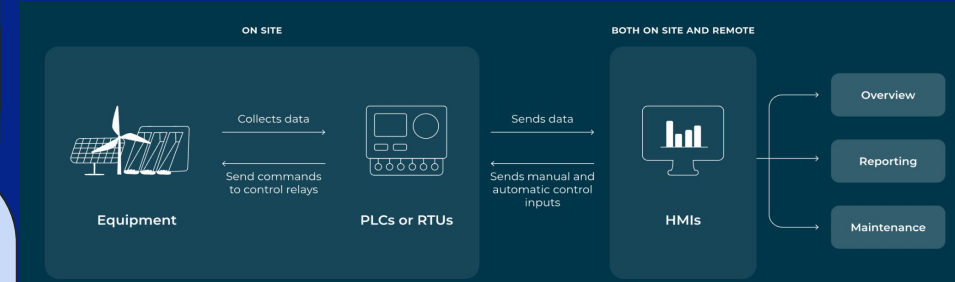 ON SITE
BOTH ON SITE AND REMOTE
Collects data
Send commands
to control relays
Equipment
PLCs or RTUs
Sends data
Sends manual and
automatic control
inputs
HMIs
Overview
Reporting
Maintenance